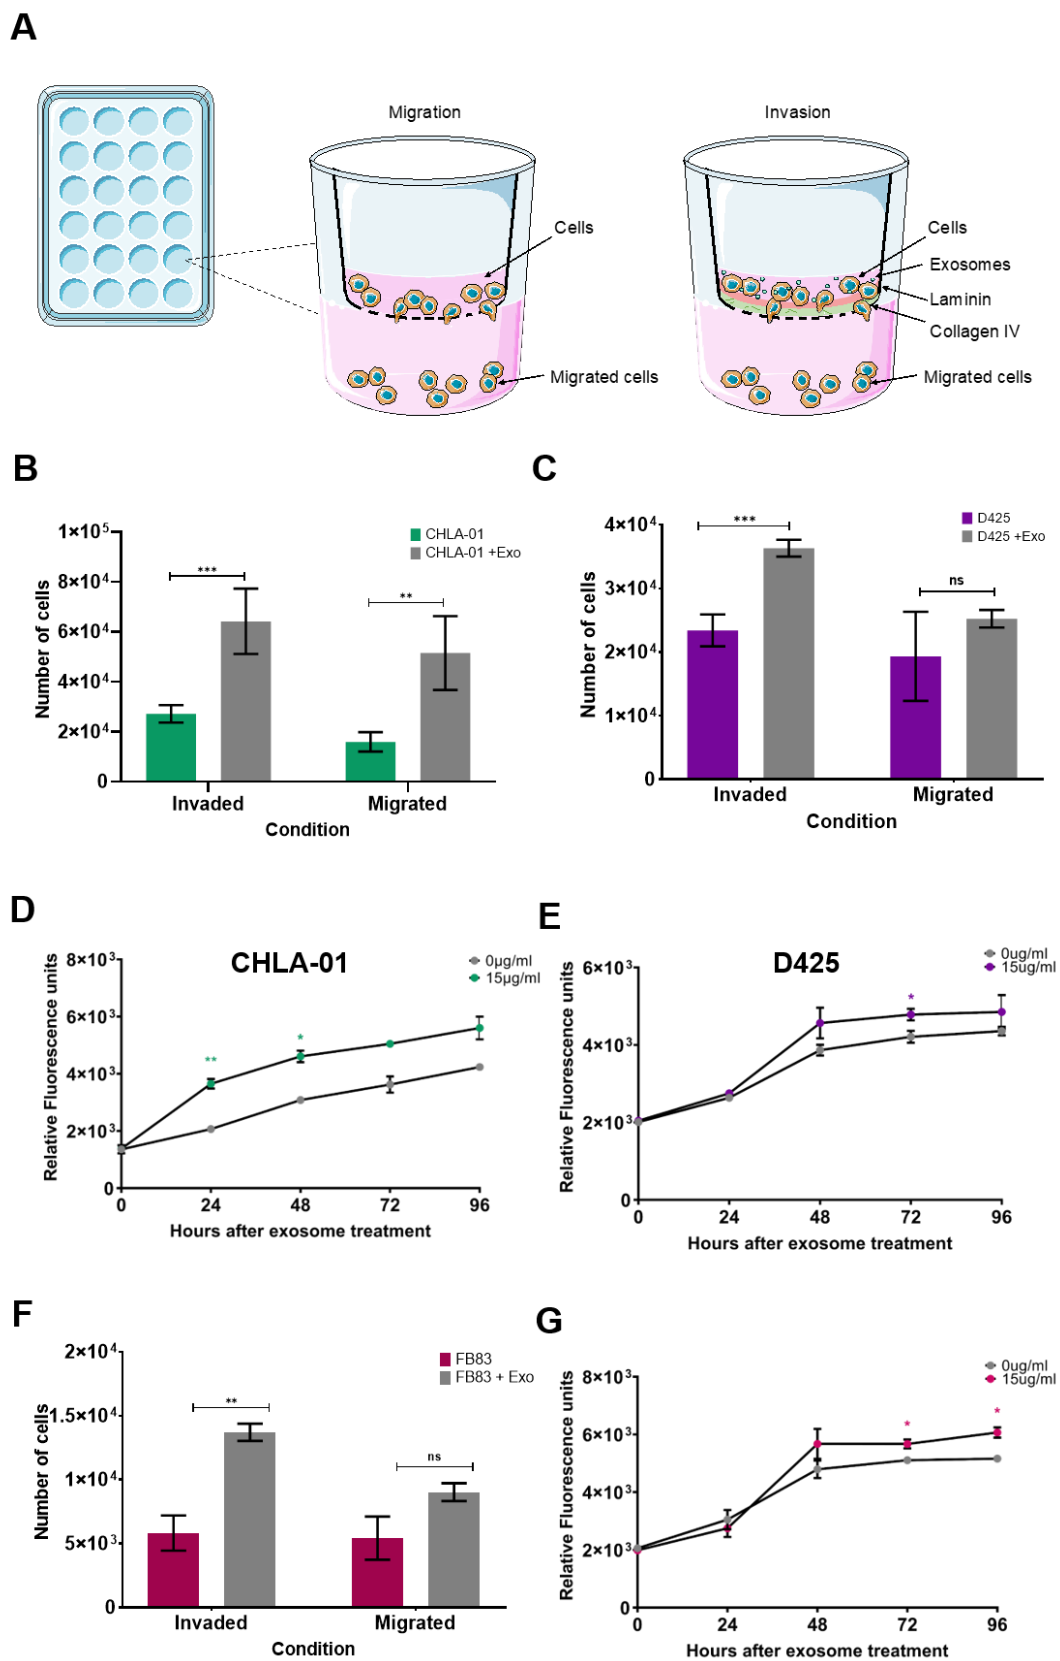 A
Migration
Invasion
Cells
Migrated cells
Cells
Exosomes
Laminin
Collagen IV
Migrated cells
B
Number of cells
1×10⁵
8×10⁴
6×10⁴
4×10⁴
2×10⁴
0
***
**
CHLA-01
CHLA-01 +Exo
Invaded
Migrated
Condition
C
Number of cells
4×10⁴
3×10⁴
2×10⁴
1×10⁴
0
***
ns
D425
D425 +Exo
Invaded
Migrated
Condition
D
CHLA-01
Relative Fluorescence units
8×10³
6×10³
4×10³
2×10³
0
**
*
0µg/ml
15µg/ml
0 24 48 72 96
Hours after exosome treatment
E
D425
Relative Fluorescence units
6×10³
4×10³
2×10³
0
*
0ug/ml
15ug/ml
0 24 48 72 96
Hours after exosome treatment
F
Number of cells
2×10⁴
1.5×10⁴
1×10⁴
5×10³
0
**
ns
FB83
FB83 + Exo
Invaded
Migrated
Condition
G
Relative Fluorescence units
8×10³
6×10³
4×10³
2×10³
0
*
*
0ug/ml
15ug/ml
0 24 48 72 96
Hours after exosome treatment